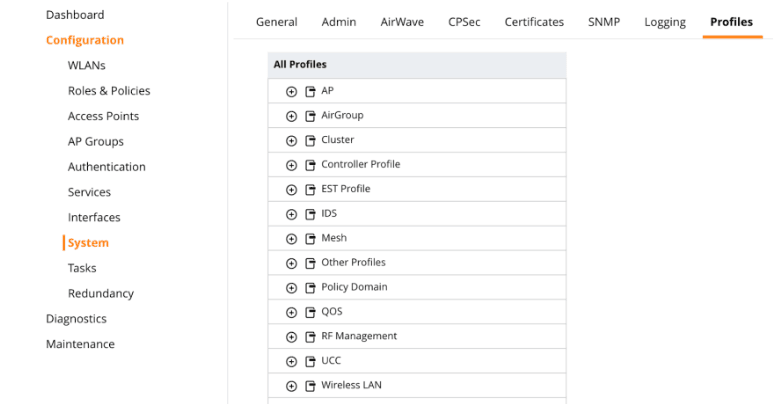 Dashboard
Configuration
WLANs
Roles & Policies
Access Points
AP Groups
Authentication
Services
Interfaces
System
Tasks
Redundancy
Diagnostics
Maintenance
General Admin AirWave CPSec Certificates SNMP Logging Profiles
All Profiles
AP
AirGroup
Cluster
Controller Profile
EST Profile
IDS
Mesh
Other Profiles
Policy Domain
QOS
RF Management
UCC
Wireless LAN